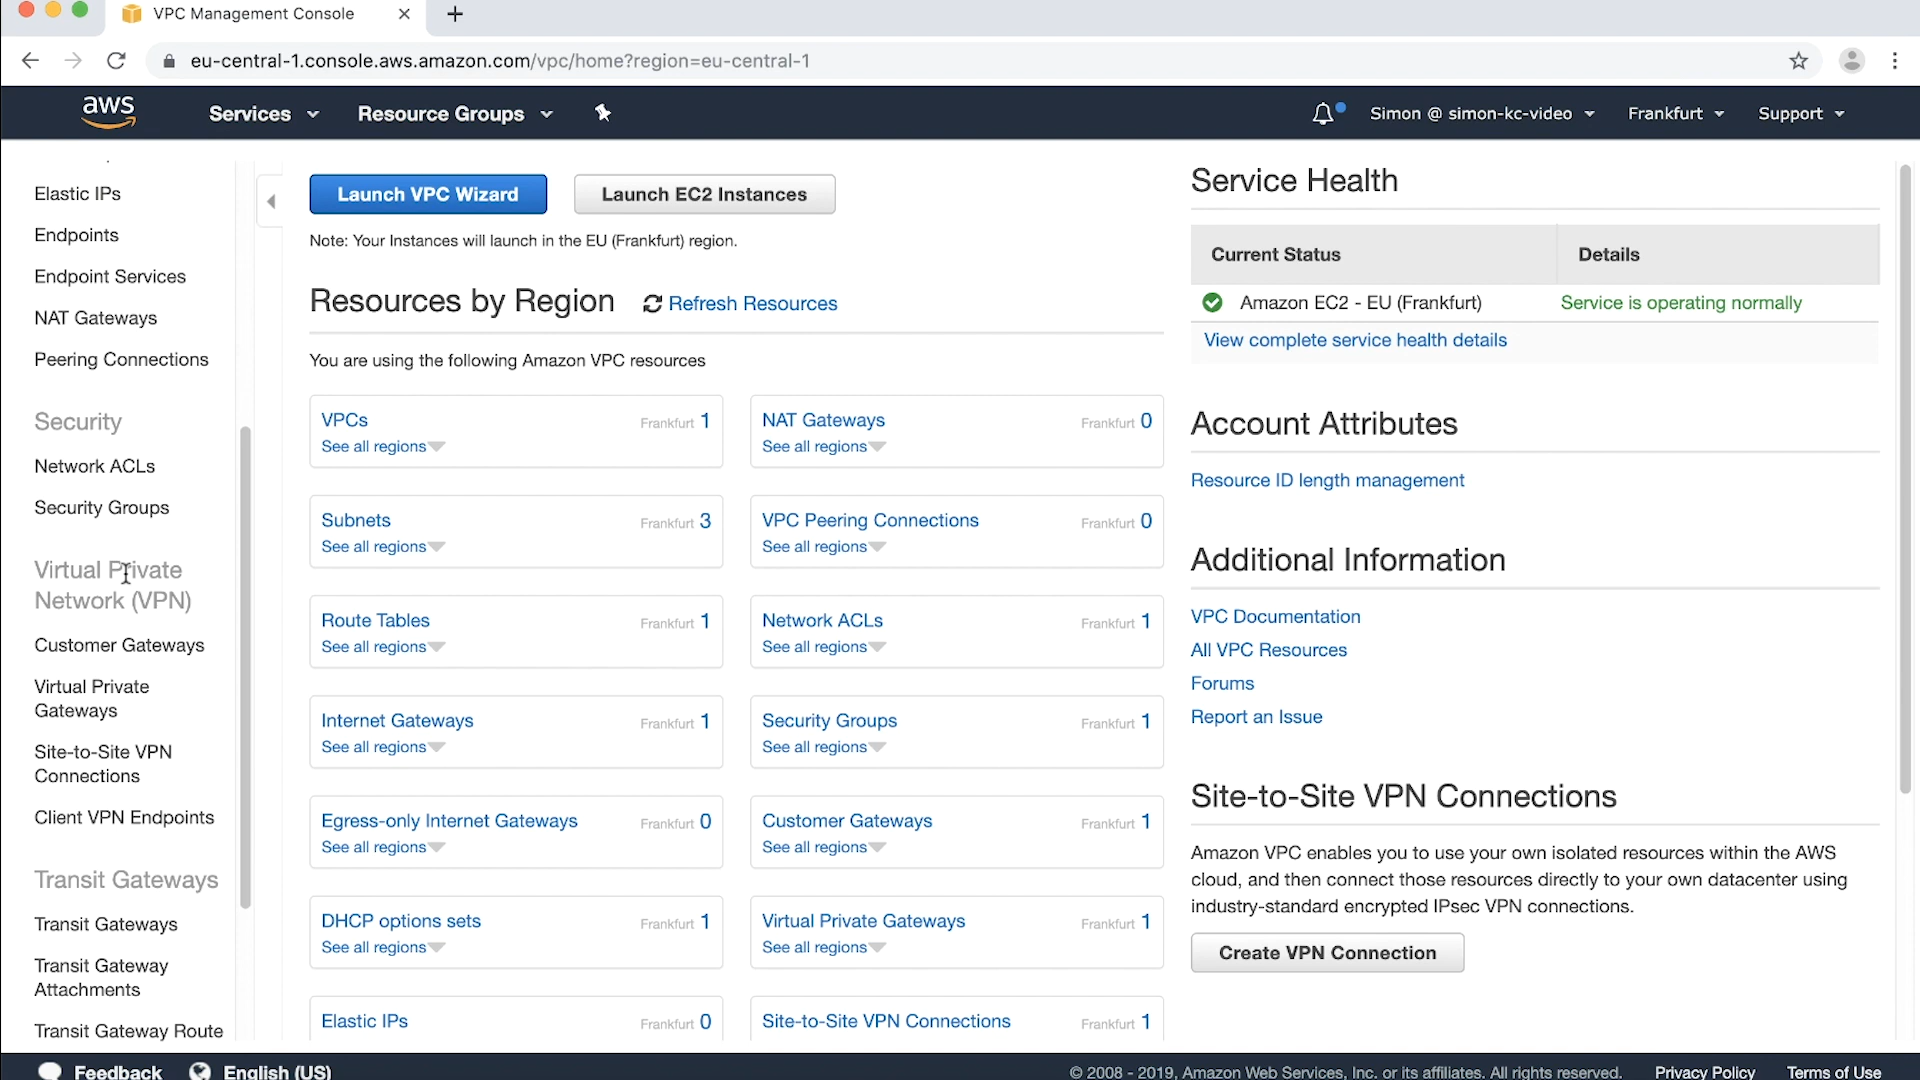 VPC Management Console
eu-central-1.console.aws.amazon.com/vpc/home?region=eu-central-1
aws
Services
Resource Groups
Simon @ simon-kc-video
Frankfurt
Support
Elastic IPs
Endpoints
Endpoint Services
NAT Gateways
Peering Connections
Security
Network ACLs
Security Groups
Virtual Private
Network (VPN)
Customer Gateways
Virtual Private
Gateways
Site-to-Site VPN
Connections
Client VPN Endpoints
Transit Gateways
Transit Gateways
Transit Gateway
Attachments
Transit Gateway Route
Launch VPC Wizard
Launch EC2 Instances
Note: Your Instances will launch in the EU (Frankfurt) region.
Resources by Region
Refresh Resources
You are using the following Amazon VPC resources
VPCs Frankfurt 1
See all regions
NAT Gateways Frankfurt 0
See all regions
Subnets Frankfurt 3
See all regions
VPC Peering Connections Frankfurt 0
See all regions
Route Tables Frankfurt 1
See all regions
Network ACLs Frankfurt 1
See all regions
Internet Gateways Frankfurt 1
See all regions
Security Groups Frankfurt 1
See all regions
Egress-only Internet Gateways Frankfurt 0
See all regions
Customer Gateways Frankfurt 1
See all regions
DHCP options sets Frankfurt 1
See all regions
Virtual Private Gateways Frankfurt 1
See all regions
Elastic IPs Frankfurt 0
Site-to-Site VPN Connections Frankfurt 1
Service Health
Current Status Details
Amazon EC2 - EU (Frankfurt) Service is operating normally
View complete service health details
Account Attributes
Resource ID length management
Additional Information
VPC Documentation
All VPC Resources
Forums
Report an Issue
Site-to-Site VPN Connections
Amazon VPC enables you to use your own isolated resources within the AWS
cloud, and then connect those resources directly to your own datacenter using
industry-standard encrypted IPsec VPN connections.
Create VPN Connection
Feedback
English (US)
© 2008 - 2019, Amazon Web Services, Inc. or its affiliates. All rights reserved.
Privacy Policy
Terms of Use